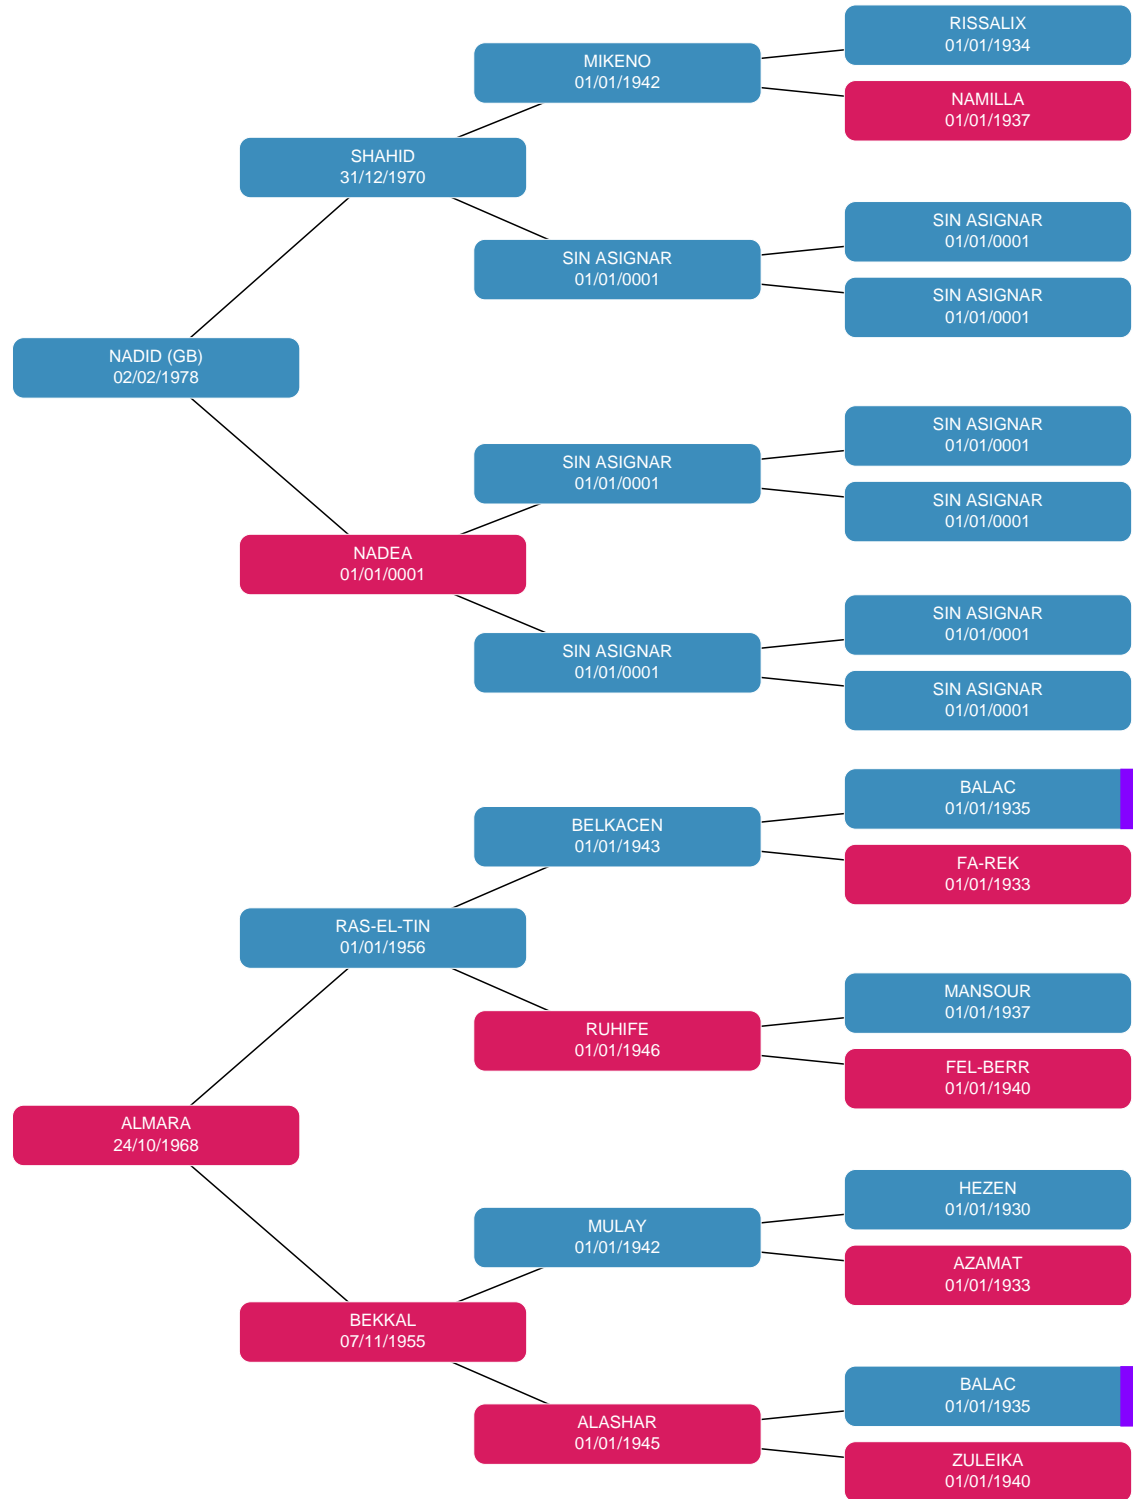 RISSALIX
01/01/1934
MIKENO
01/01/1942
NAMILLA
01/01/1937
SHAHID
31/12/1970
SIN ASIGNAR
01/01/0001
SIN ASIGNAR
01/01/0001
SIN ASIGNAR
01/01/0001
NADID (GB)
02/02/1978
SIN ASIGNAR
01/01/0001
SIN ASIGNAR
01/01/0001
SIN ASIGNAR
01/01/0001
NADEA
01/01/0001
SIN ASIGNAR
01/01/0001
SIN ASIGNAR
01/01/0001
SIN ASIGNAR
01/01/0001
BALAC
01/01/1935
BELKACEN
01/01/1943
FA-REK
01/01/1933
RAS-EL-TIN
01/01/1956
MANSOUR
01/01/1937
RUHIFE
01/01/1946
FEL-BERR
01/01/1940
ALMARA
24/10/1968
HEZEN
01/01/1930
MULAY
01/01/1942
AZAMAT
01/01/1933
BEKKAL
07/11/1955
BALAC
01/01/1935
ALASHAR
01/01/1945
ZULEIKA
01/01/1940